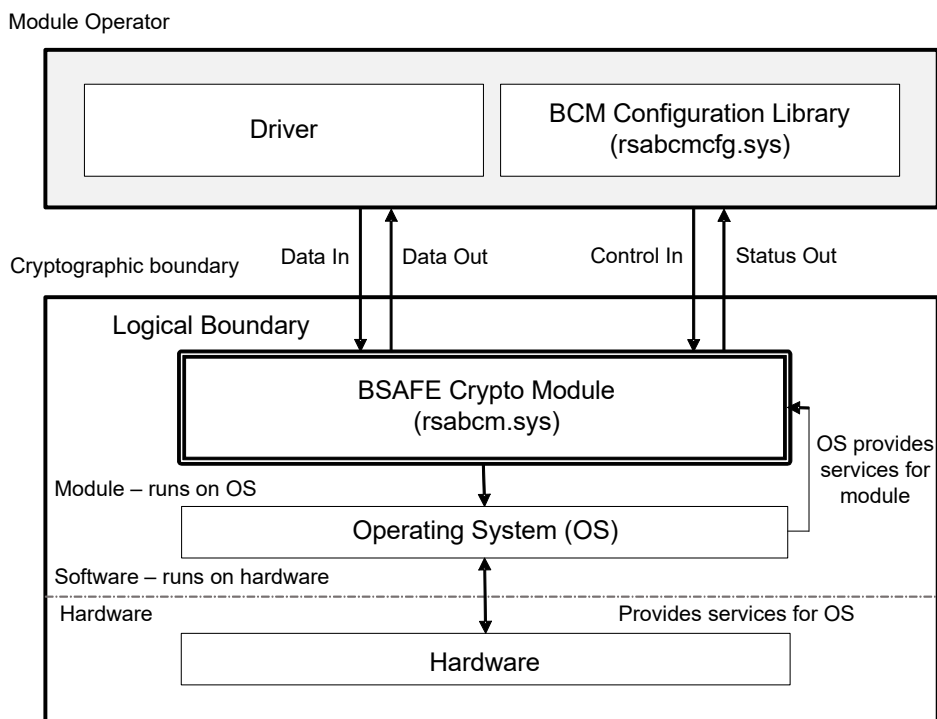 Module Operator
Driver
BCM Configuration Library
(rsabcmcfg.sys)
Data In
Data Out
Control In
Status Out
Cryptographic boundary
Logical Boundary
BSAFE Crypto Module
(rsabcm.sys)
OS provides
services for
module
Module – runs on OS
Operating System (OS)
Software – runs on hardware
Hardware
Provides services for OS
Hardware